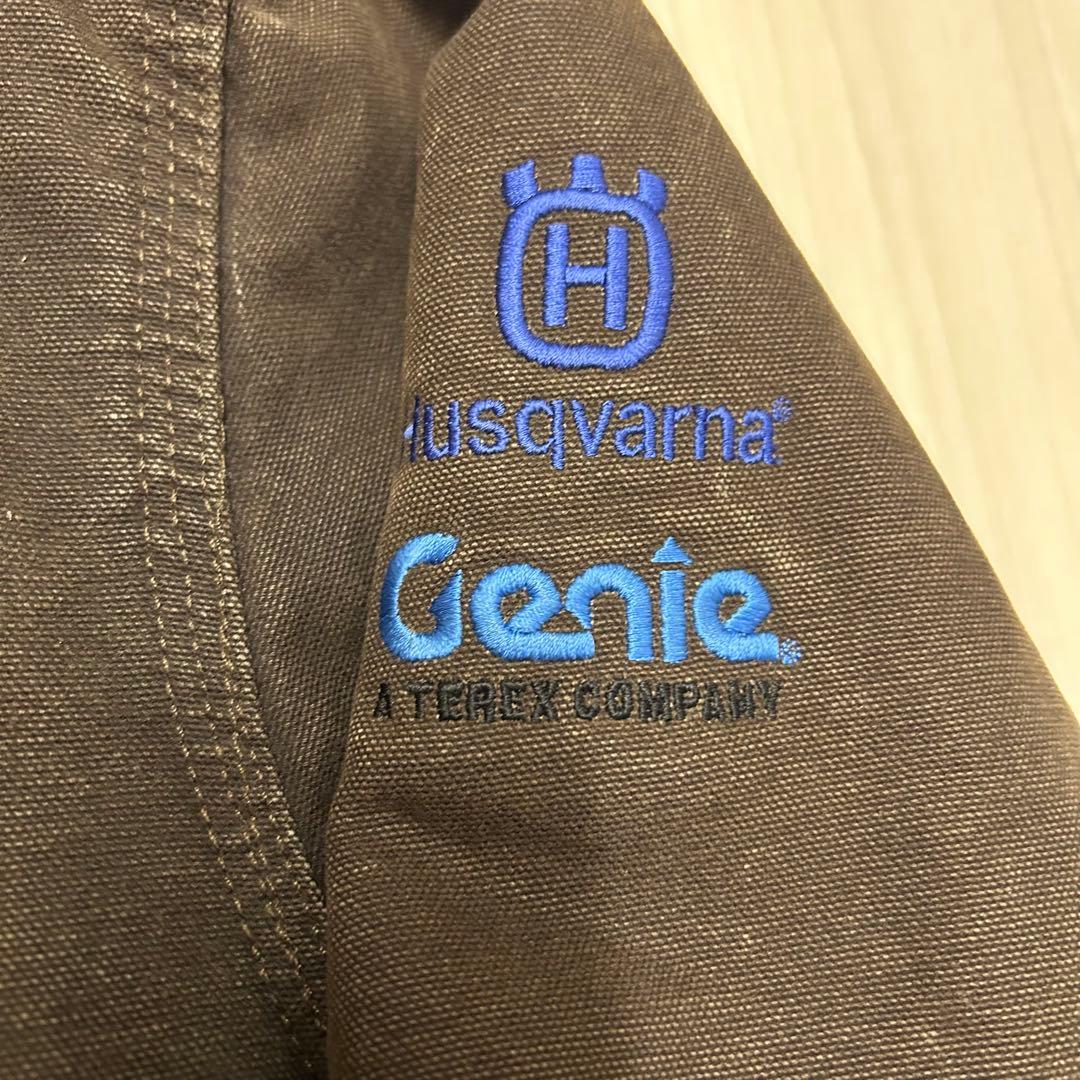 H
Husqvarna®
Genie®
A TEREX COMPANY